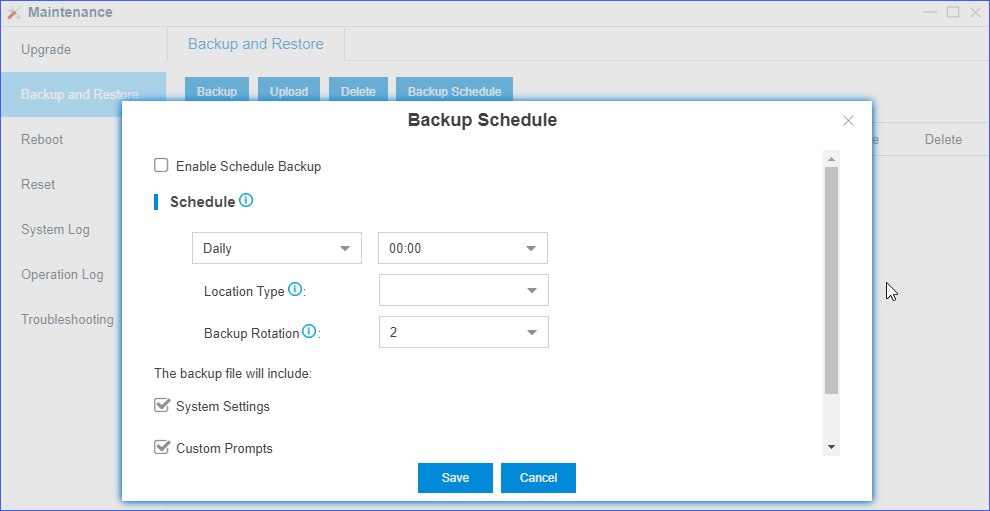 Maintenance
Upgrade
Backup and Restore
Backup and Restore
Backup Upload Delete Backup Schedule
Reboot
Reset
System Log
Operation Log
Troubleshooting
Delete
Backup Schedule
Enable Schedule Backup
Schedule
Daily 00:00
Location Type :
Backup Rotation : 2
The backup file will include:
System Settings
Custom Prompts
Save Cancel